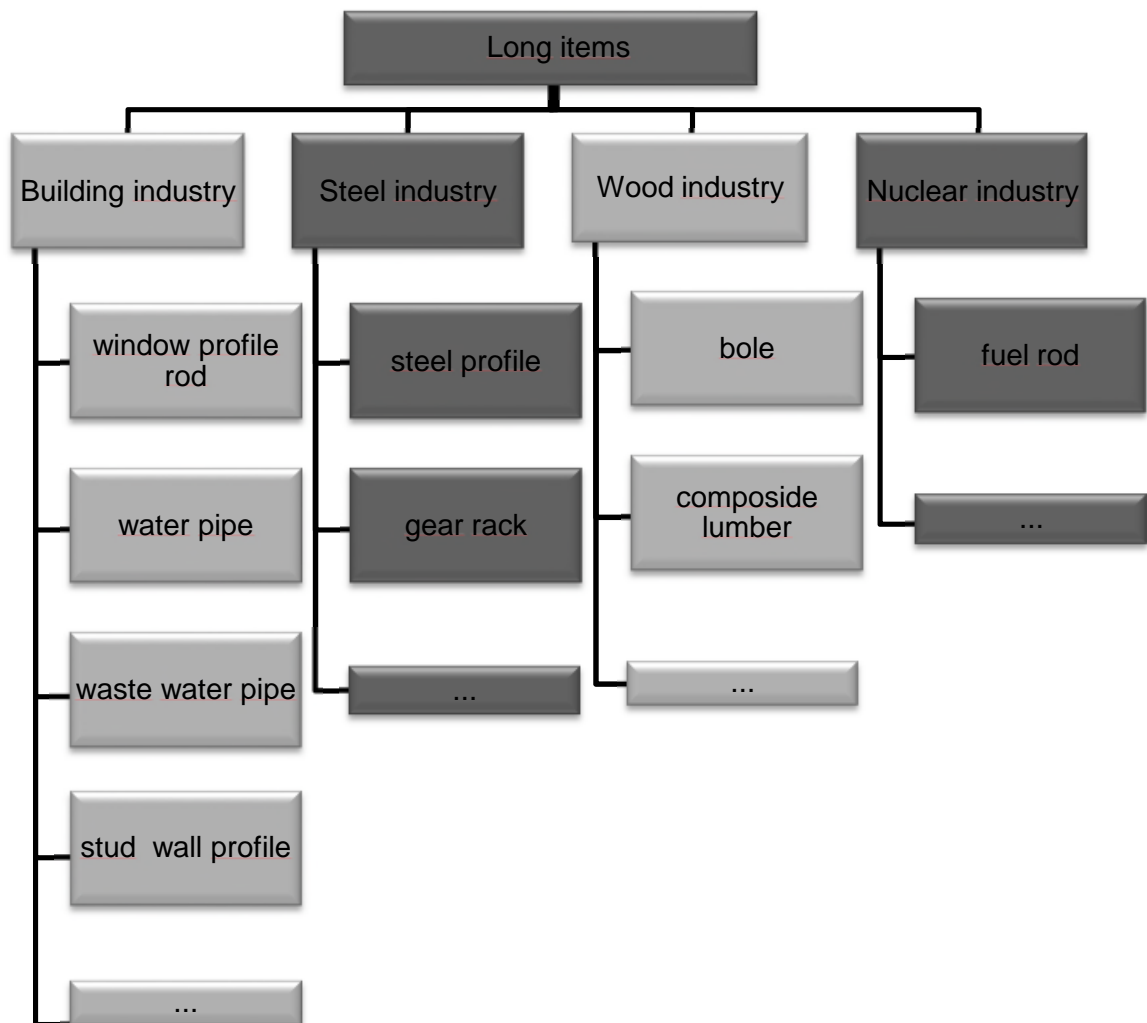 Long items
Building industry
Steel industry
Wood industry
Nuclear industry
window profile
rod
steel profile
bole
fuel rod
water pipe
gear rack
composide
lumber
...
waste water pipe
...
...
stud  wall profile
...